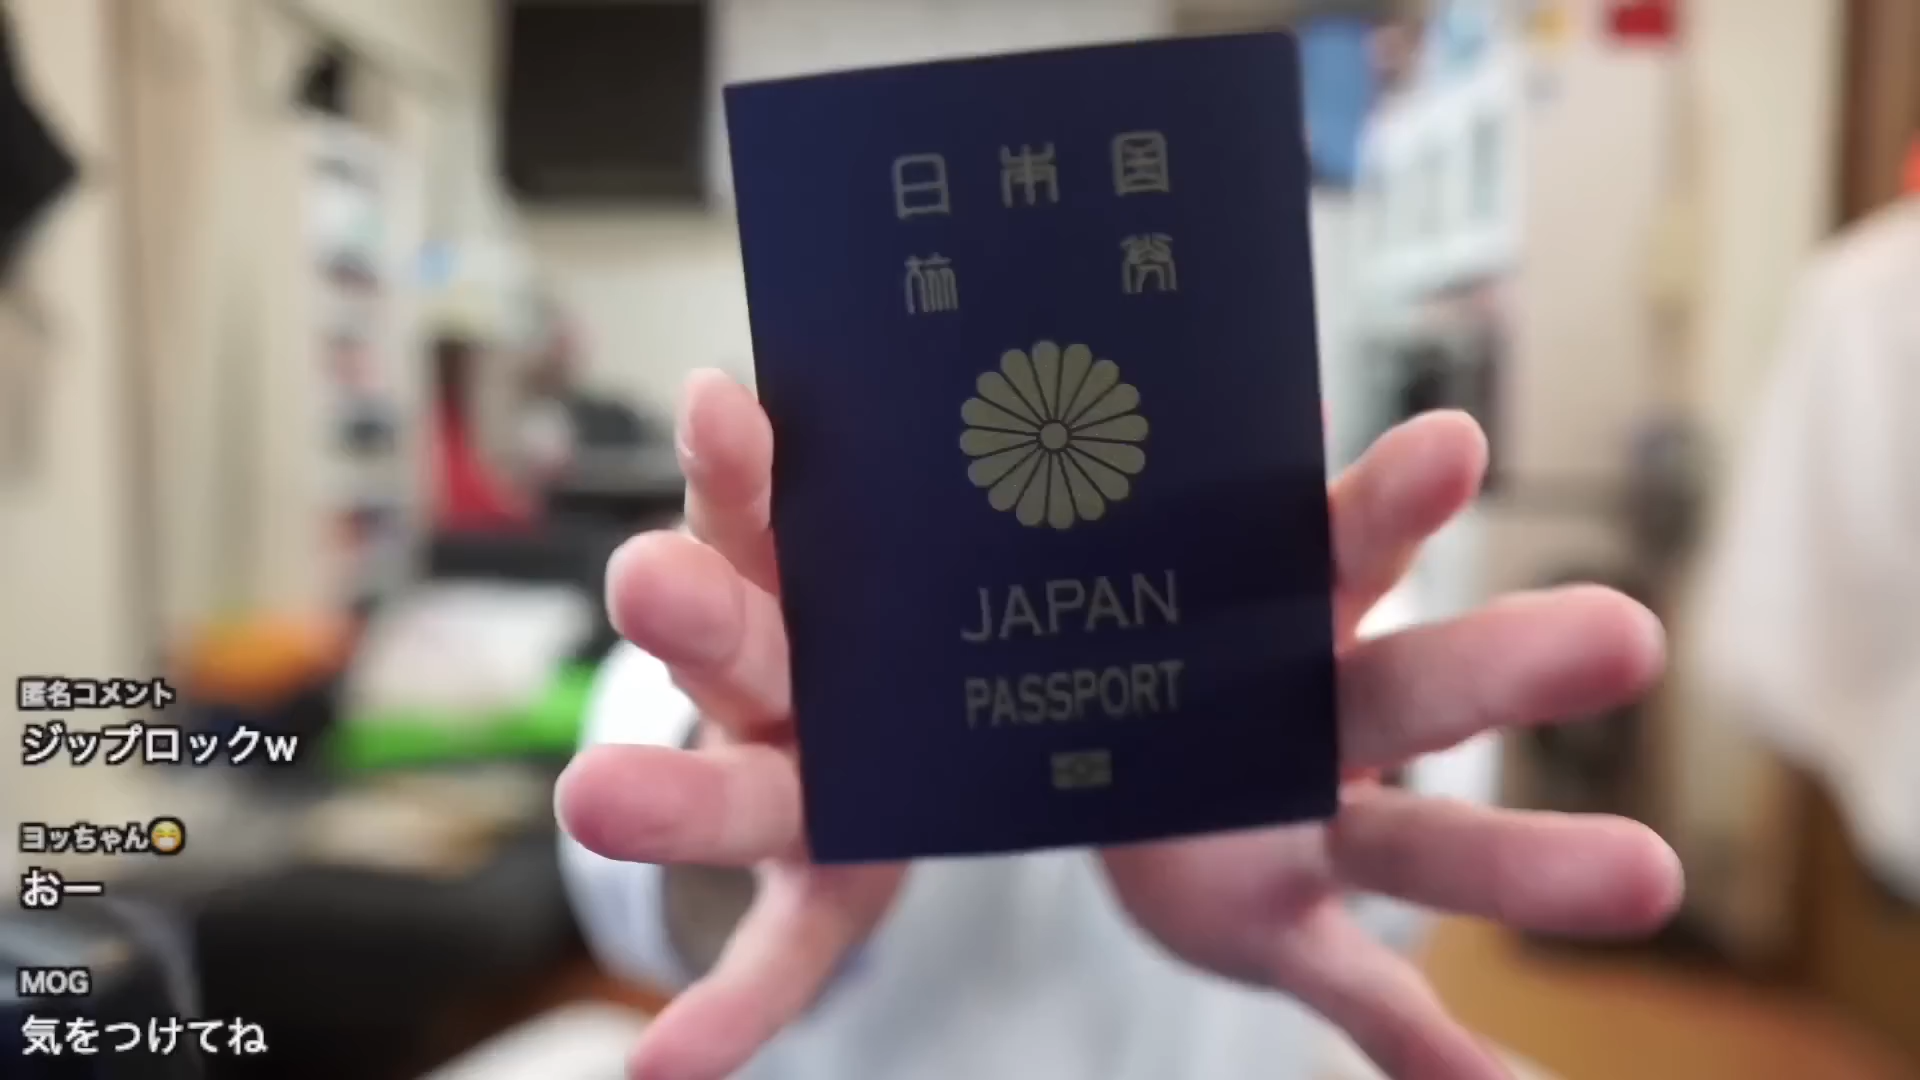 日本国
旅券
JAPAN
PASSPORT
匿名コメント
ジップロックw
ヨッちゃん😁
おー
MOG
気をつけてね